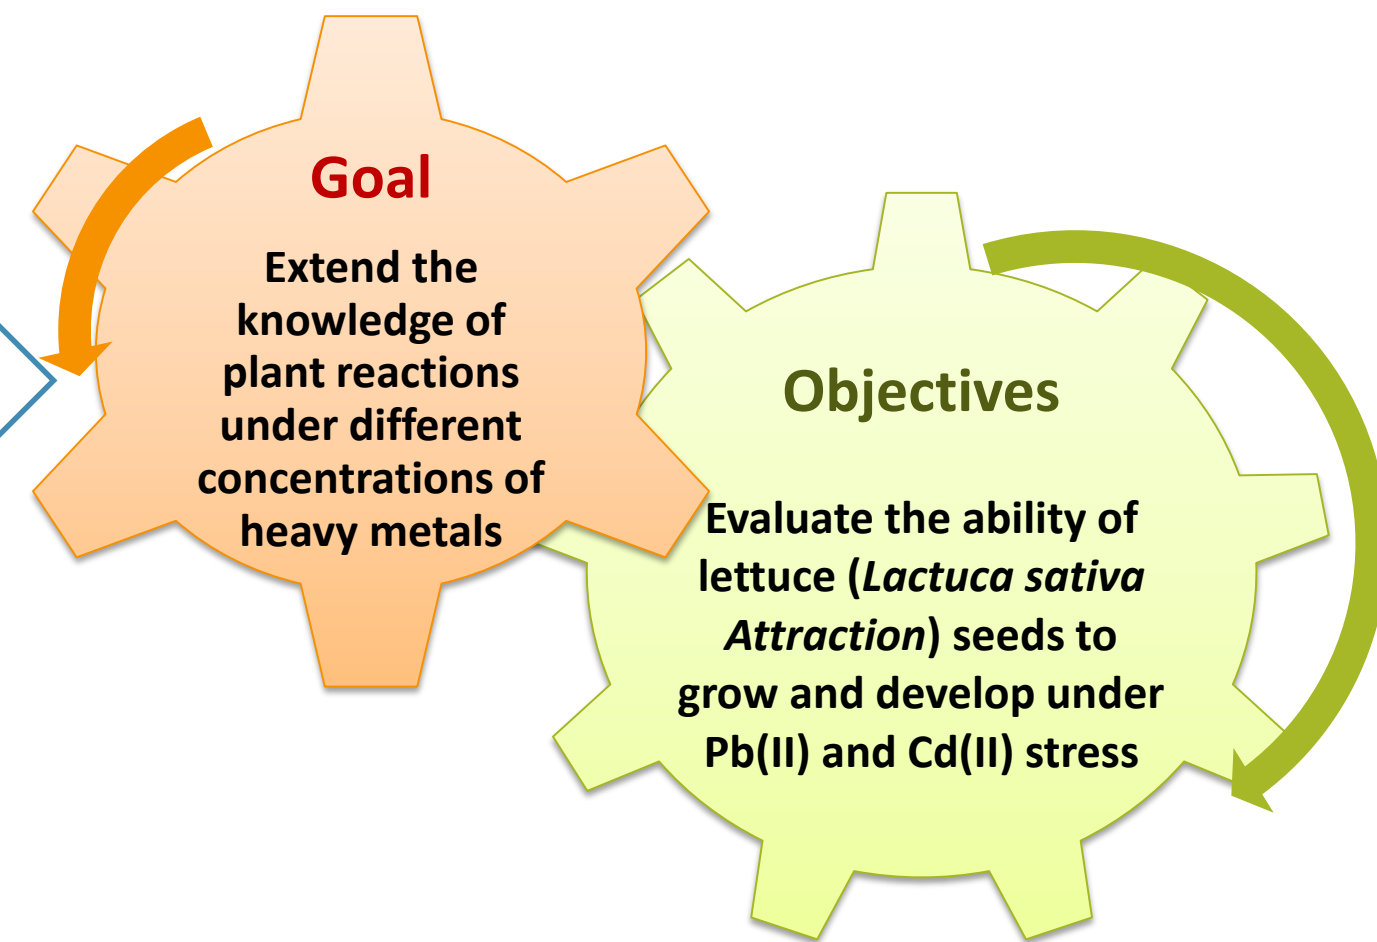 Goal
Extend the
knowledge of
plant reactions
under different
concentrations of
heavy metals
Objectives
Evaluate the ability of
lettuce (Lactuca sativa
Attraction) seeds to
grow and develop under
Pb(II) and Cd(II) stress